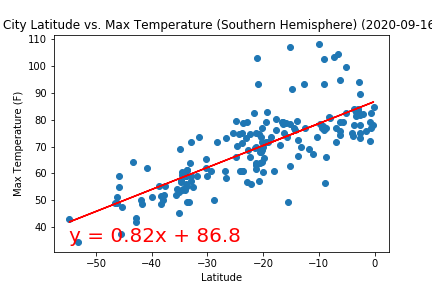 City Latitude vs. Max Temperature (Southern Hemisphere) (2020-09-16
110
100
90
80
70
60
50
40
Max Temperature (F)
y = 0.82x + 86.8
−50 −40 −30 −20 −10 0
Latitude